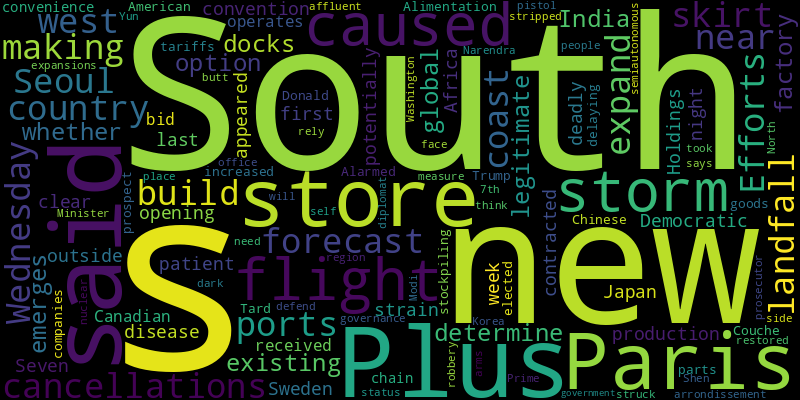 convenience American convention affluent Alimentation
Yun operates pistol
west tariffs caused stripped India skirt
making docks Narendra people near
expansions option Africa semiautonomous factory
Seoul butt Washington global
country Donald potentially coast legitimate deadly delaying expand
whether bid appeared first Holdings night Efforts
last rely face took North
Wednesday said South Alarmed says
clear place office increased measure Trump prospect
Minister build store will 7th storm landfall
opening self diplomat think Chinese goods
outside forecast need Democratic
emerges patient region stockpiling week elected contracted
companies nuclear dark s flight Modi Japan prosecutor
Canadian Tard defend strain new side
disease ports governance Korea determine production Couche
received Plus restored
Seven existing chain robbery arms Prime Paris parts Shen
cancellations Sweden status government struck arrondissement